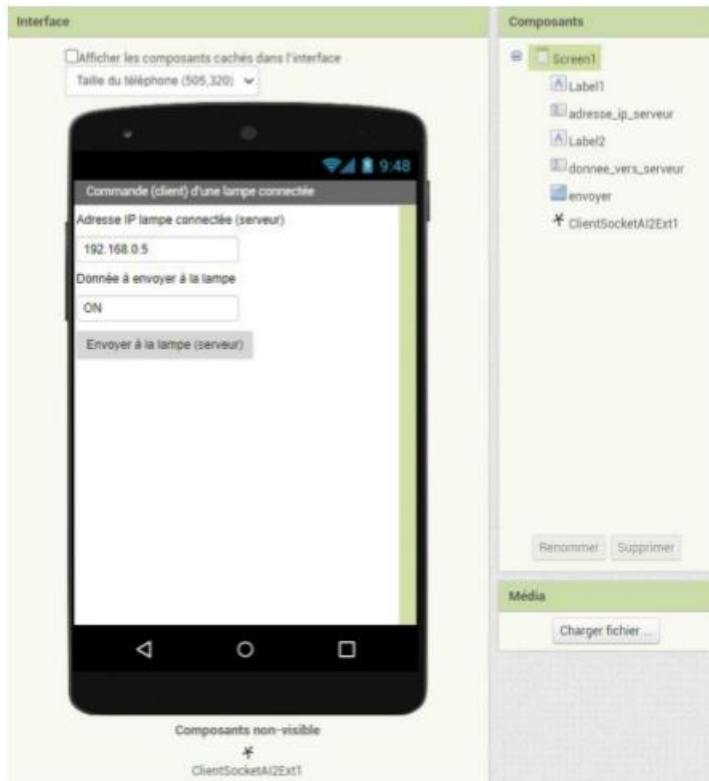 Interface
Afficher les composants cachés dans l'interface
Taille du téléphone (505,320)
9:48
Commande (client) d'une lampe connectée
Adresse IP lampe connectée (serveur)
192.168.0.5
Donnée à envoyer à la lampe
ON
Envoyer à la lampe (serveur)
Composants non-visible
ClientSocketAI2Ext1
Composants
Screen1
Label1
adresse_ip_serveur
Label2
donnee_vers_serveur
envoyer
ClientSocketAI2Ext1
Renommer Supprimer
Média
Charger fichier ...